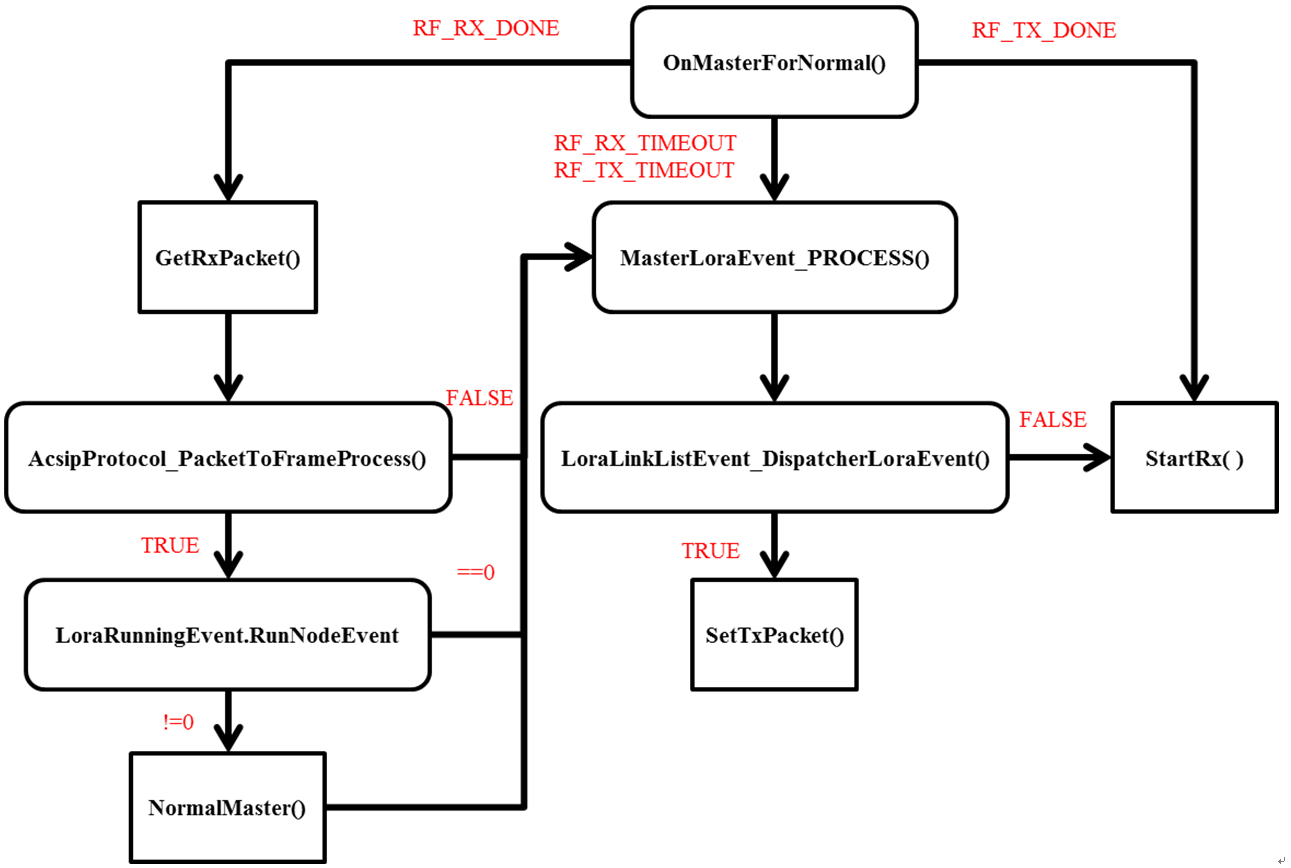 RF_RX_DONE
OnMasterForNormal()
RF_TX_DONE
RF_RX_TIMEOUT
RF_TX_TIMEOUT
GetRxPacket()
MasterLoraEvent_PROCESS()
FALSE
FALSE
AcsipProtocol_PacketToFrameProcess()
LoraLinkListEvent_DispatcherLoraEvent()
StartRx( )
TRUE
TRUE
==0
LoraRunningEvent.RunNodeEvent
SetTxPacket()
!=0
NormalMaster()